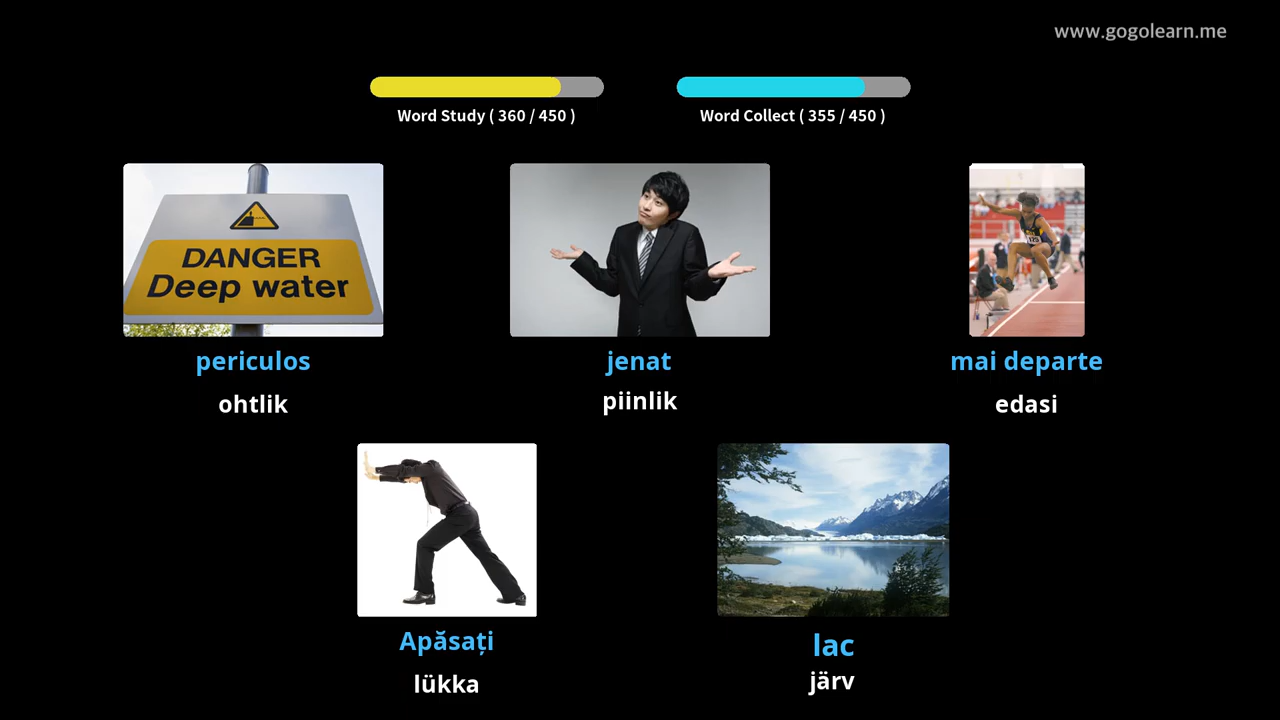 www.gogolearn.me
Word Study ( 360 / 450 )
Word Collect ( 355 / 450 )
DANGER
Deep water
periculos
jenat
mai departe
ohtlik
piinlik
edasi
Apăsați
lac
lükka
järv